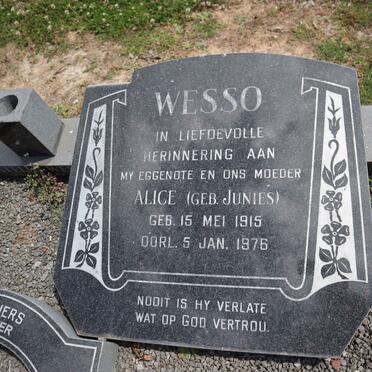 WESSO
IN LIEFDEVOLLE
HERINNERING AAN
MY EGGENOTE EN ONS MOEDER
ALICE (GEB. JUNIES)
GEB. 15 MEI 1915
OORL. 5 JAN. 1976
NOOIT IS HY VERLATE
WAT OP GOD VERTROU.